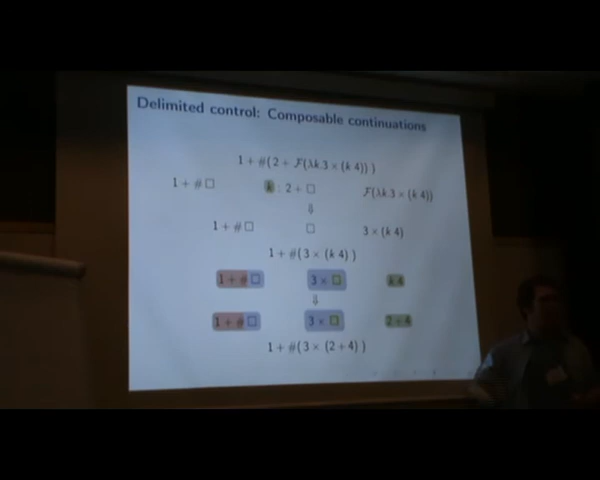 Delimited control: Composable continuations
1 + #(2 + F(λk.3 × (k 4)))
1 + #□ k : 2 + □ F(λk.3 × (k 4))
⇓
1 + #□ □ 3 × (k 4)
1 + #(3 × (k 4))
1 + #□ 3 × □ k 4
⇓
1 + #□ 3 × □ 2 + 4
1 + #(3 × (2 + 4))